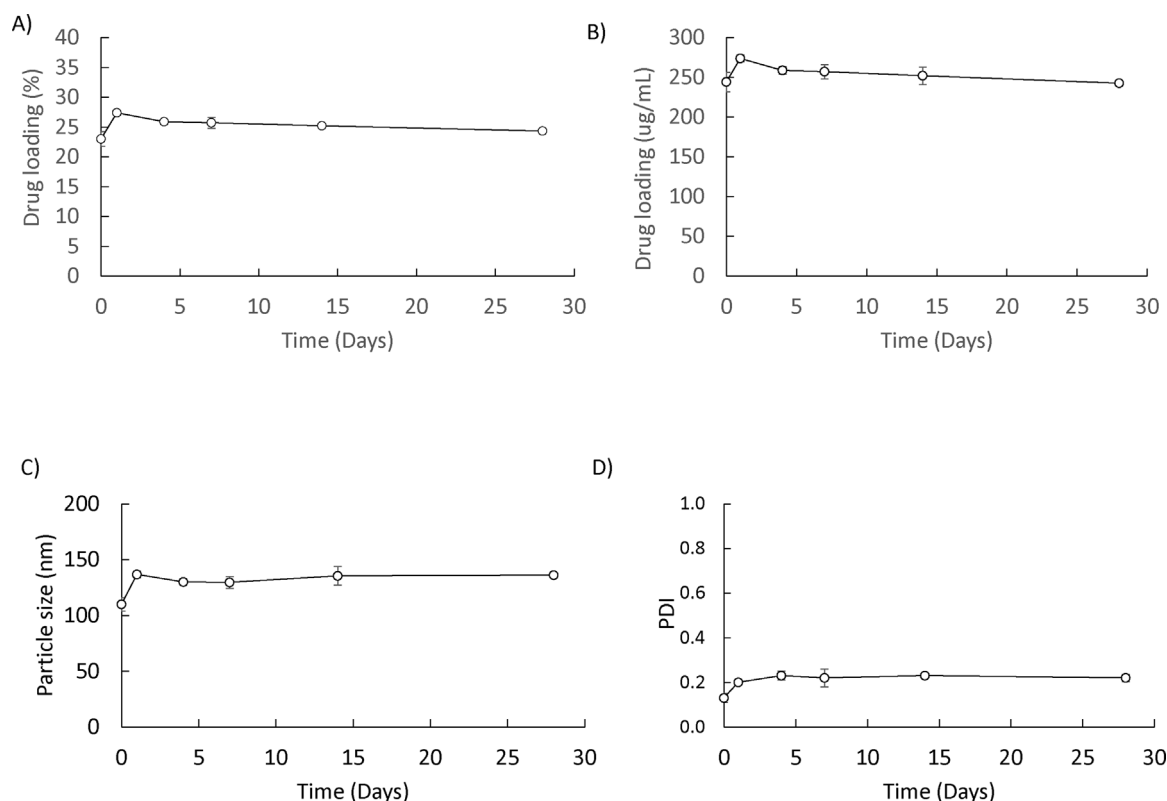 A)
Drug loading (%)
40
35
30
25
20
15
10
5
0
0 5 10 15 20 25 30
Time (Days)
B)
Drug loading (ug/mL)
300
250
200
150
100
50
0
0 5 10 15 20 25 30
Time (Days)
C)
Particle size (nm)
200
150
100
50
0
0 5 10 15 20 25 30
Time (Days)
D)
PDI
1.0
0.8
0.6
0.4
0.2
0.0
0 5 10 15 20 25 30
Time (Days)